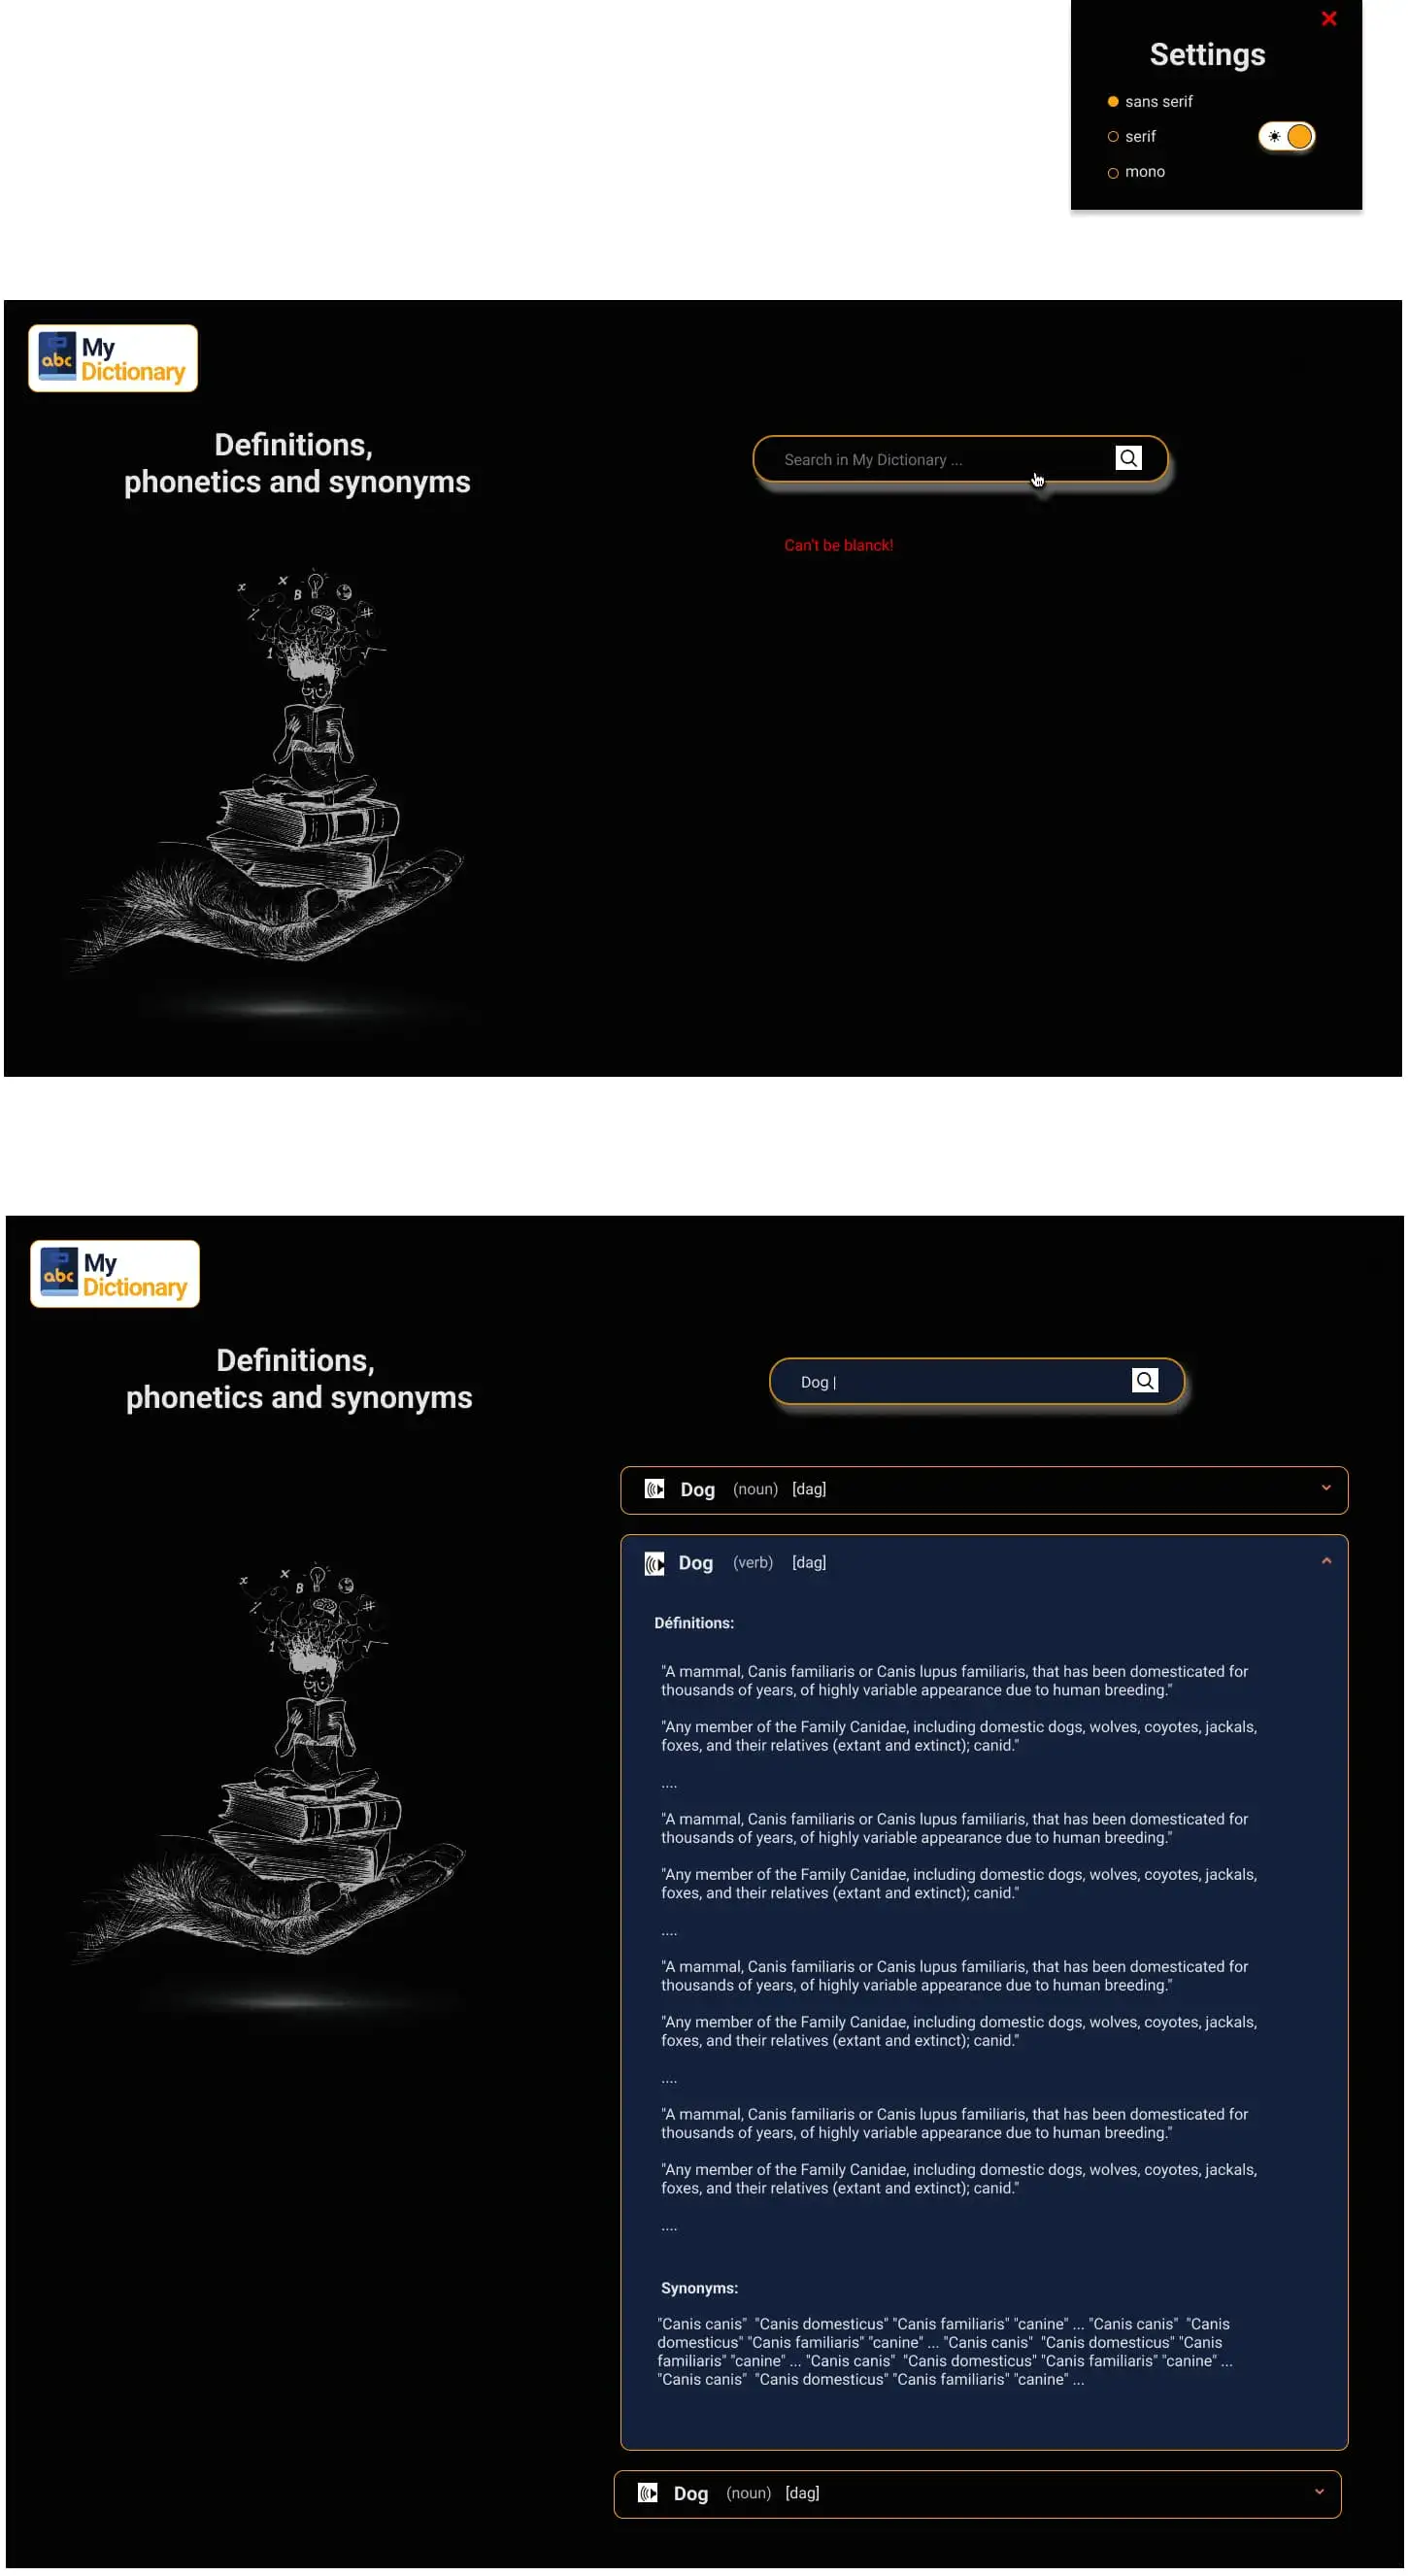 Settings
sans serif
serif
mono
abc
My
Dictionary
Definitions,
phonetics and synonyms
Search in My Dictionary ...
Can't be blanck!
x
×
B
#
1
√
abc
My
Dictionary
Definitions,
phonetics and synonyms
Dog |
x
×
B
#
1
√
Dog (noun) [dag]
Dog (verb) [dag]
Définitions:
"A mammal, Canis familiaris or Canis lupus familiaris, that has been domesticated for
thousands of years, of highly variable appearance due to human breeding."
"Any member of the Family Canidae, including domestic dogs, wolves, coyotes, jackals,
foxes, and their relatives (extant and extinct); canid."
....
"A mammal, Canis familiaris or Canis lupus familiaris, that has been domesticated for
thousands of years, of highly variable appearance due to human breeding."
"Any member of the Family Canidae, including domestic dogs, wolves, coyotes, jackals,
foxes, and their relatives (extant and extinct); canid."
....
"A mammal, Canis familiaris or Canis lupus familiaris, that has been domesticated for
thousands of years, of highly variable appearance due to human breeding."
"Any member of the Family Canidae, including domestic dogs, wolves, coyotes, jackals,
foxes, and their relatives (extant and extinct); canid."
....
"A mammal, Canis familiaris or Canis lupus familiaris, that has been domesticated for
thousands of years, of highly variable appearance due to human breeding."
"Any member of the Family Canidae, including domestic dogs, wolves, coyotes, jackals,
foxes, and their relatives (extant and extinct); canid."
....
Synonyms:
"Canis canis" "Canis domesticus" "Canis familiaris" "canine" ... "Canis canis" "Canis
domesticus" "Canis familiaris" "canine" ... "Canis canis" "Canis domesticus" "Canis
familiaris" "canine" ... "Canis canis" "Canis domesticus" "Canis familiaris" "canine" ...
"Canis canis" "Canis domesticus" "Canis familiaris" "canine" ...
Dog (noun) [dag]